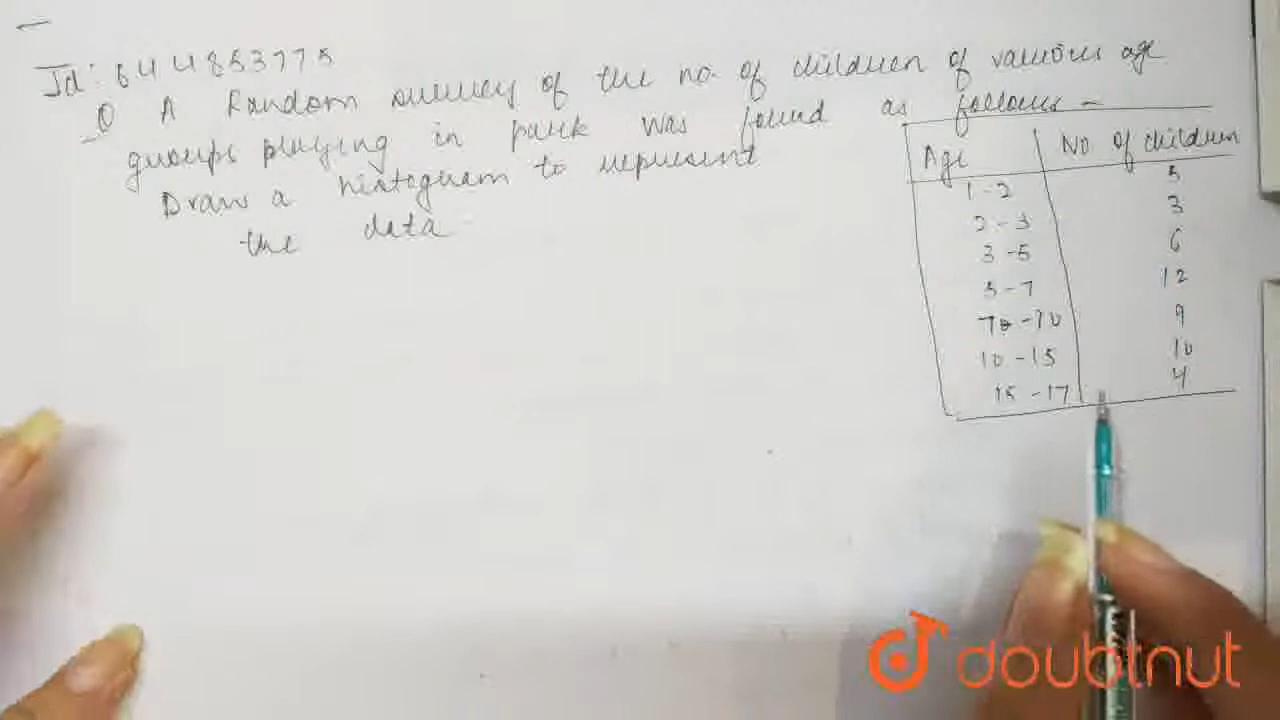 Id: 644853775
Q A Random survey of the no. of children of various age
groups playing in park was found as follows -
Draw a histogram to represent
the data
Age No of children
1-2 5
2-3 3
3-5 6
5-7 12
7-10 9
10-15 10
15-17 4
doubtnut